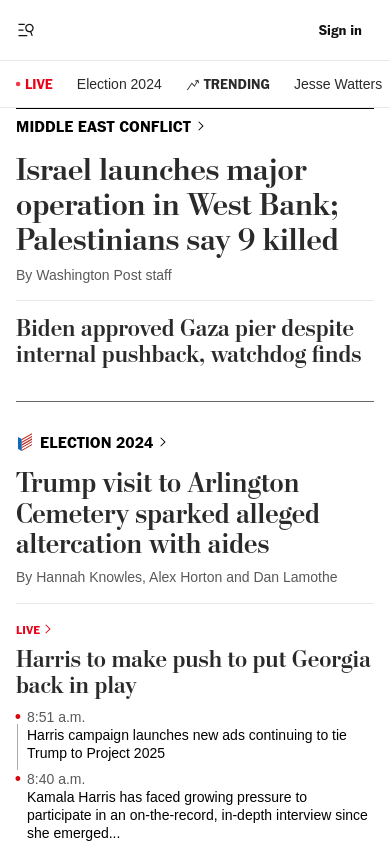 Sign in
LIVE
Election 2024
TRENDING
Jesse Watters
MIDDLE EAST CONFLICT
Israel launches major
operation in West Bank;
Palestinians say 9 killed
By Washington Post staff
Biden approved Gaza pier despite
internal pushback, watchdog finds
ELECTION 2024
Trump visit to Arlington
Cemetery sparked alleged
altercation with aides
By Hannah Knowles, Alex Horton and Dan Lamothe
LIVE
Harris to make push to put Georgia
back in play
8:51 a.m.
Harris campaign launches new ads continuing to tie
Trump to Project 2025
8:40 a.m.
Kamala Harris has faced growing pressure to
participate in an on-the-record, in-depth interview since
she emerged...